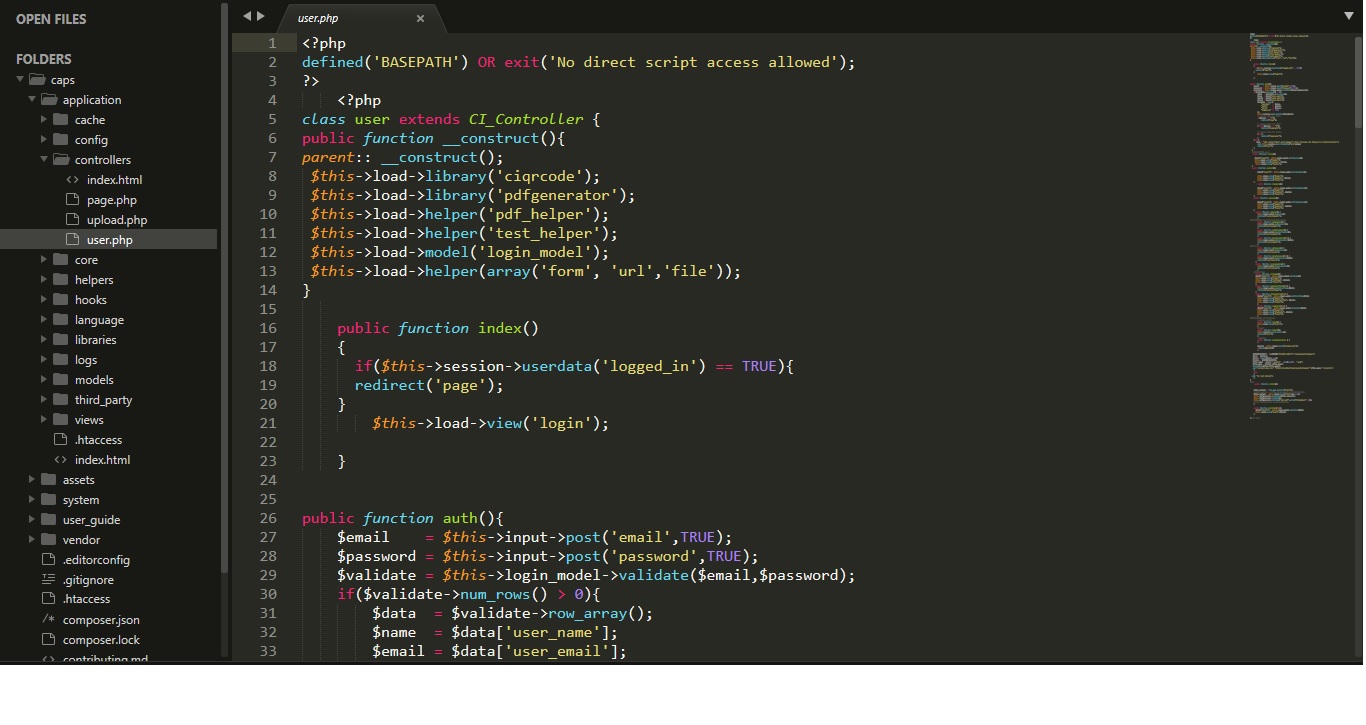 OPEN FILES
FOLDERS
caps
application
cache
config
controllers
<> index.html
page.php
upload.php
user.php
core
helpers
hooks
language
libraries
logs
models
third_party
views
.htaccess
<> index.html
assets
system
user_guide
vendor
.editorconfig
.gitignore
.htaccess
/* composer.json
composer.lock
<> contributing.md
user.php ×
1 <?php
2 defined('BASEPATH') OR exit('No direct script access allowed');
3 ?>
4     <?php
5 class user extends CI_Controller {
6 public function __construct(){
7 parent:: __construct();
8  $this->load->library('ciqrcode');
9  $this->load->library('pdfgenerator');
10  $this->load->helper('pdf_helper');
11  $this->load->helper('test_helper');
12  $this->load->model('login_model');
13  $this->load->helper(array('form', 'url','file'));
14 }
15
16     public function index()
17     {
18       if($this->session->userdata('logged_in') == TRUE){
19       redirect('page');
20     }
21         $this->load->view('login');
22
23     }
24
25
26 public function auth(){
27     $email    = $this->input->post('email',TRUE);
28     $password = $this->input->post('password',TRUE);
29     $validate = $this->login_model->validate($email,$password);
30     if($validate->num_rows() > 0){
31         $data  = $validate->row_array();
32         $name  = $data['user_name'];
33         $email = $data['user_email'];